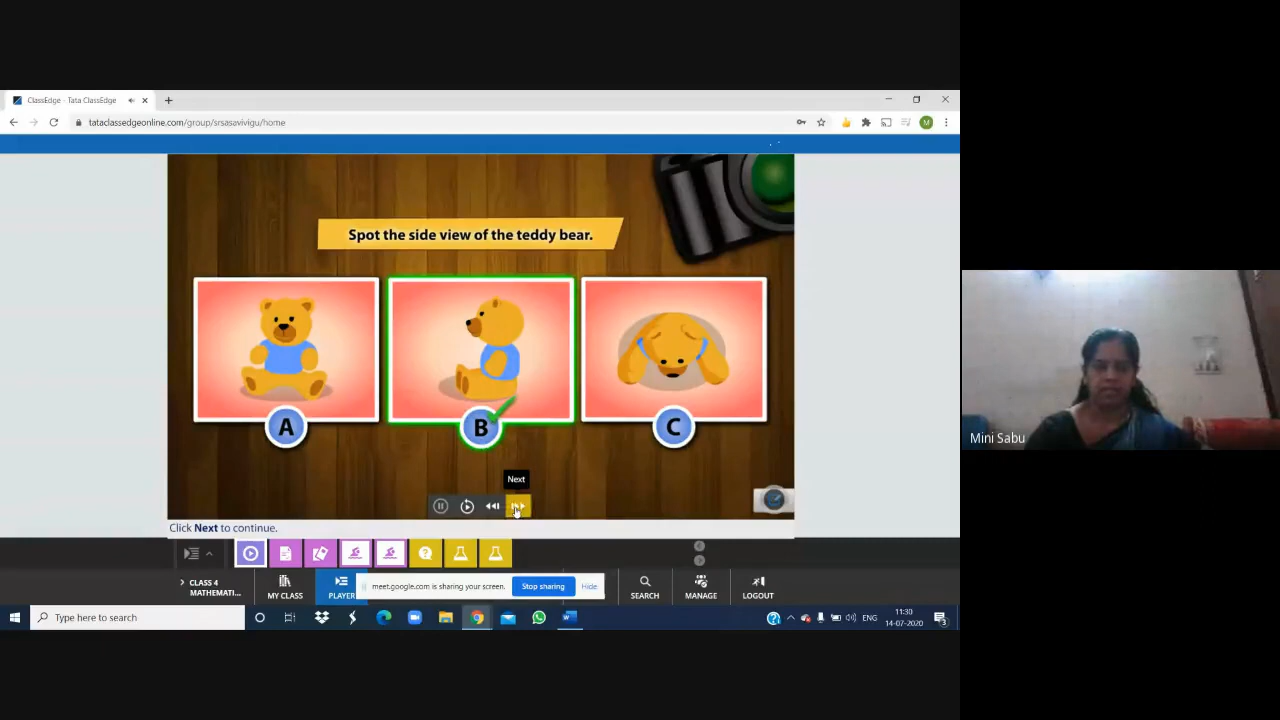 ClassEdge - Tata ClassEdge
tataclassedgeonline.com/group/srsasavivigu/home
M
Spot the side view of the teddy bear.
A
B
C
Next
Click Next to continue.
CLASS 4
MATHEMATI...
MY CLASS
PLAYER
meet.google.com is sharing your screen.
Stop sharing
Hide
SEARCH
MANAGE
LOGOUT
Type here to search
ENG
11:30
14-07-2020
3
Mini Sabu